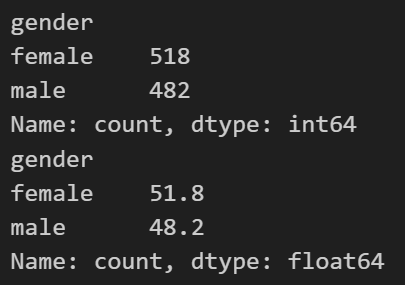 gender
female    518
male      482
Name: count, dtype: int64
gender
female    51.8
male      48.2
Name: count, dtype: float64